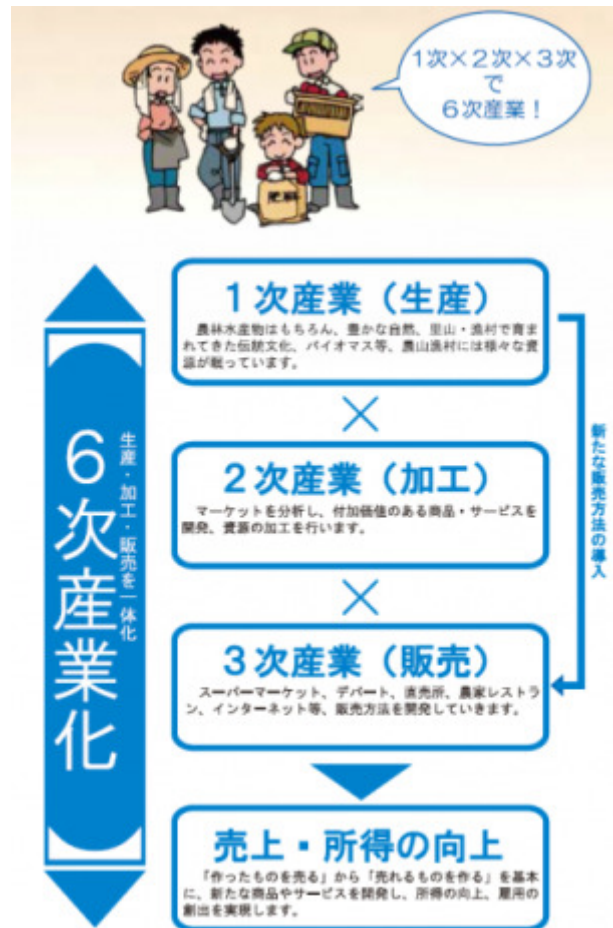 1次×2次×3次
で
6次産業!
6次産業化
生産・加工・販売を一体化
1次産業(生産)
農林水産物はもちろん、豊かな自然、里山・漁村で育ま
れてきた伝統文化、バイオマス等、農山漁村には様々な資
源が眠っています。
×
2次産業(加工)
マーケットを分析し、付加価値のある商品・サービスを
開発、資源の加工を行います。
×
3次産業(販売)
スーパーマーケット、デパート、直売所、農家レストラ
ン、インターネット等、販売方法を開発していきます。
新たな販売方法の導入
売上・所得の向上
「作ったものを売る」から「売れるものを作る」を基本
に、新たな商品やサービスを開発し、所得の向上、雇用の
創出を実現します。